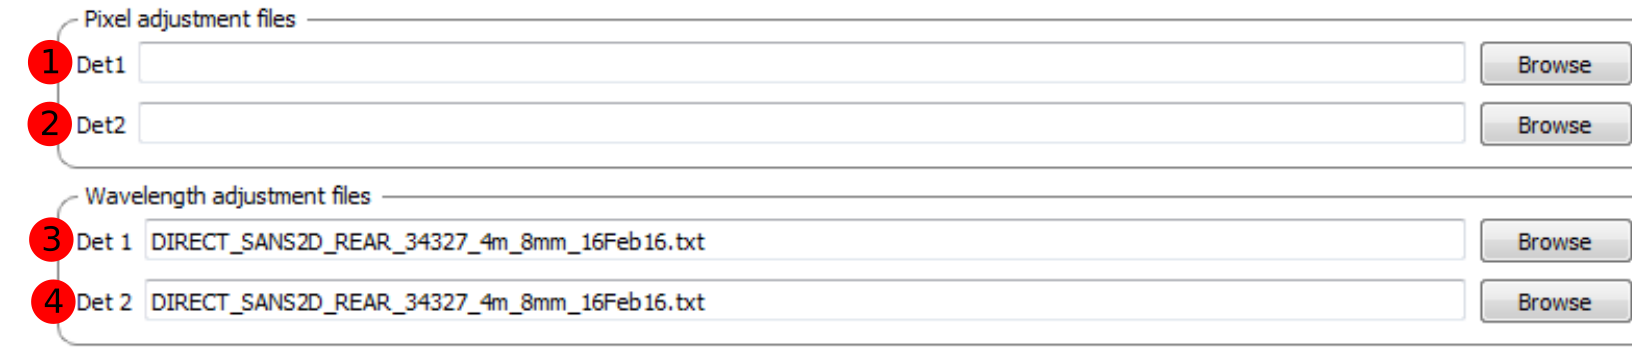 Pixel adjustment files
1 Det1 Browse
2 Det2 Browse
Wavelength adjustment files
3 Det 1 DIRECT_SANS2D_REAR_34327_4m_8mm_16Feb16.txt Browse
4 Det 2 DIRECT_SANS2D_REAR_34327_4m_8mm_16Feb16.txt Browse